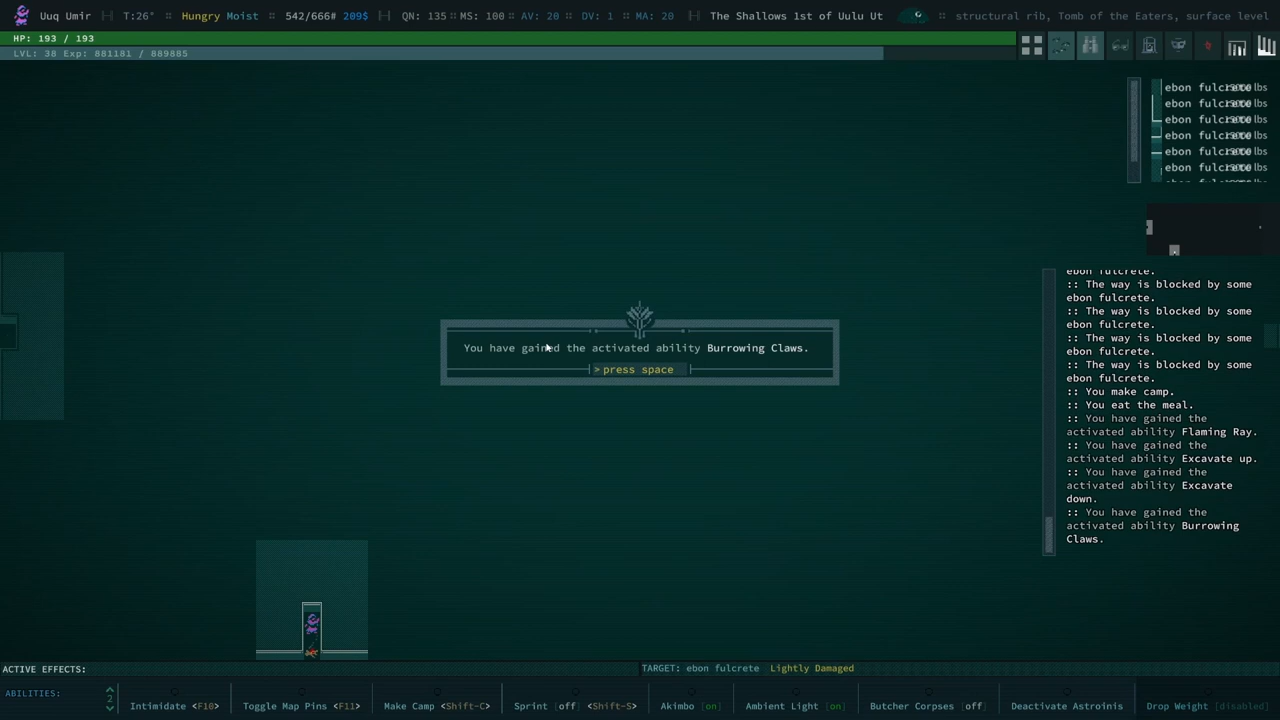 Uuq Umir T:26° Hungry Moist 542/666# 209$ QN: 135 MS: 100 AV: 20 DV: 1 MA: 20 The Shallows 1st of Uulu Ut structural rib, Tomb of the Eaters, surface level
HP: 193 / 193
LVL: 38 Exp: 881181 / 889885
ebon fulcrete lbs
ebon fulcrete lbs
ebon fulcrete lbs
ebon fulcrete lbs
ebon fulcrete lbs
ebon fulcrete lbs
ebon fulcrete.
:: The way is blocked by some
ebon fulcrete.
:: The way is blocked by some
ebon fulcrete.
:: The way is blocked by some
ebon fulcrete.
:: The way is blocked by some
ebon fulcrete.
:: You make camp.
:: You eat the meal.
:: You have gained the
activated ability Flaming Ray.
:: You have gained the
activated ability Excavate up.
:: You have gained the
activated ability Excavate
down.
:: You have gained the
activated ability Burrowing
Claws.
You have gained the activated ability Burrowing Claws.
> press space
ACTIVE EFFECTS:
TARGET: ebon fulcrete Lightly Damaged
ABILITIES: 2 Intimidate <F10> Toggle Map Pins <F11> Make Camp <Shift-C> Sprint [off] <Shift-S> Akimbo [on] Ambient Light [on] Butcher Corpses [off] Deactivate Astroinis Drop Weight [disabled]